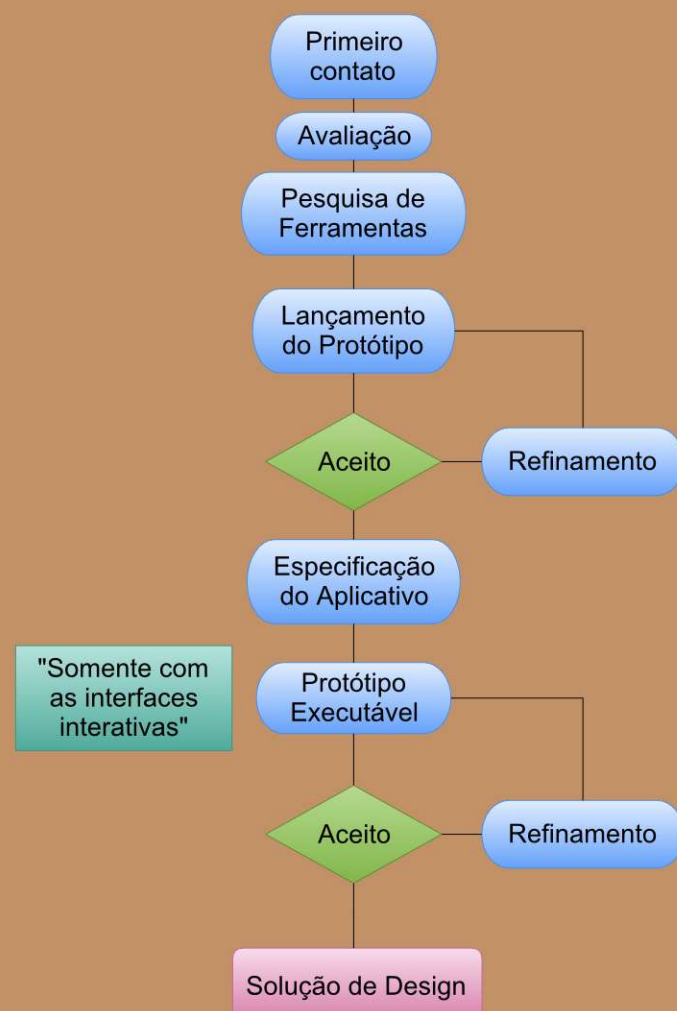 Primeiro
contato
Avaliação
Pesquisa de
Ferramentas
Lançamento
do Protótipo
Aceito
Refinamento
Especificação
do Aplicativo
"Somente com
as interfaces
interativas"
Protótipo
Executável
Aceito
Refinamento
Solução de Design